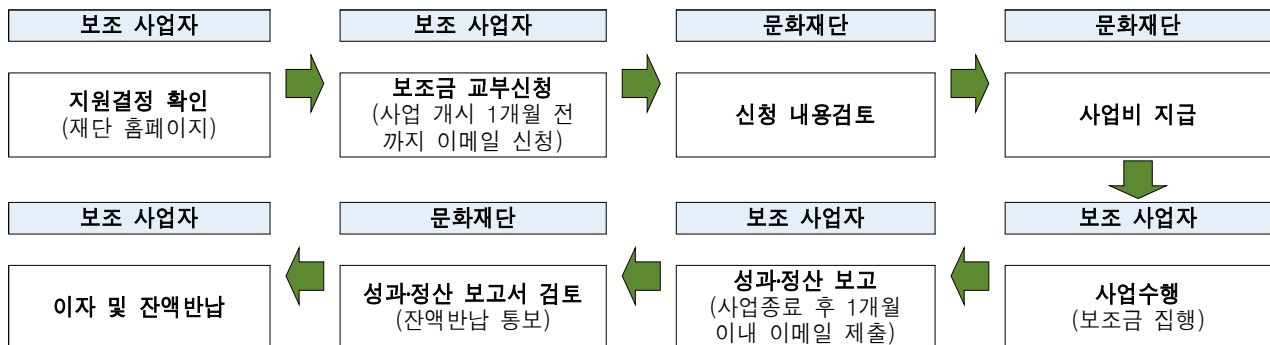 보조 사업자
지원결정 확인
(재단 홈페이지)
보조 사업자
보조금 교부신청
(사업 개시 1개월 전
까지 이메일 신청)
문화재단
신청 내용검토
문화재단
사업비 지급
보조 사업자
사업수행
(보조금 집행)
보조 사업자
성과·정산 보고
(사업종료 후 1개월
이내 이메일 제출)
문화재단
성과·정산 보고서 검토
(잔액반납 통보)
보조 사업자
이자 및 잔액반납